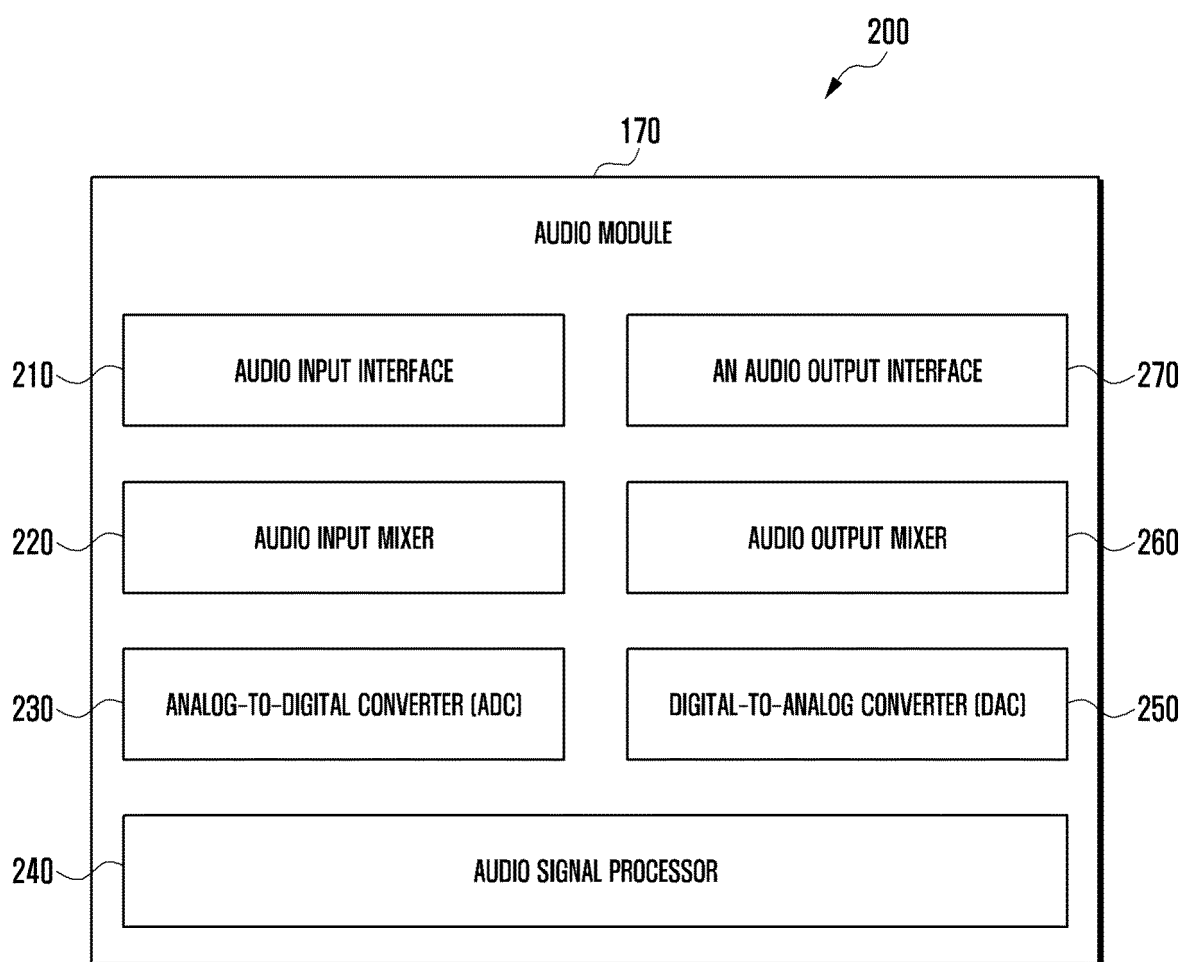 200
170
AUDIO MODULE
210 AUDIO INPUT INTERFACE
AN AUDIO OUTPUT INTERFACE 270
220 AUDIO INPUT MIXER
AUDIO OUTPUT MIXER 260
230 ANALOG-TO-DIGITAL CONVERTER (ADC)
DIGITAL-TO-ANALOG CONVERTER (DAC) 250
240 AUDIO SIGNAL PROCESSOR